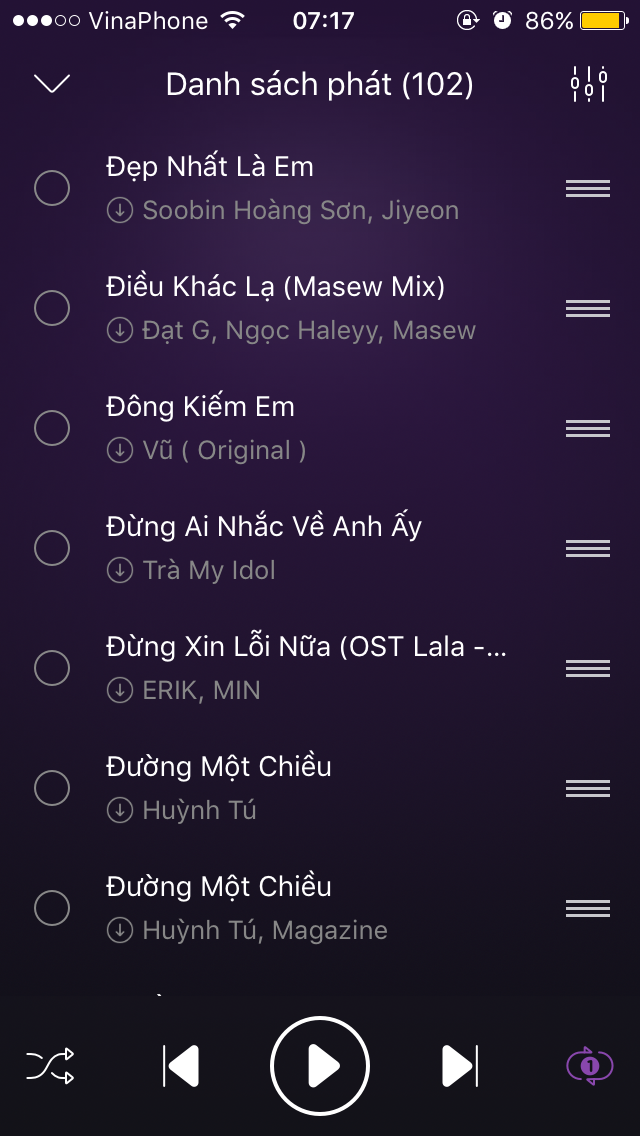 VinaPhone 07:17 86%
Danh sách phát (102)
Đẹp Nhất Là Em
Soobin Hoàng Sơn, Jiyeon
Điều Khác Lạ (Masew Mix)
Đạt G, Ngọc Haleyy, Masew
Đông Kiếm Em
Vũ ( Original )
Đừng Ai Nhắc Về Anh Ấy
Trà My Idol
Đừng Xin Lỗi Nữa (OST Lala -...
ERIK, MIN
Đường Một Chiều
Huỳnh Tú
Đường Một Chiều
Huỳnh Tú, Magazine
1